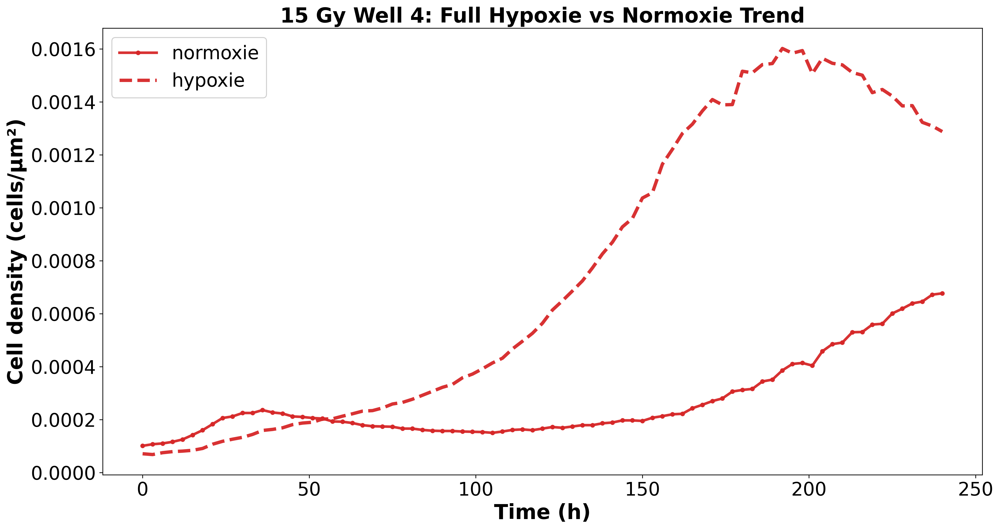 15 Gy Well 4: Full Hypoxie vs Normoxie Trend
normoxie
hypoxie
Cell density (cells/µm²)
0.0016
0.0014
0.0012
0.0010
0.0008
0.0006
0.0004
0.0002
0.0000
0 50 100 150 200 250
Time (h)